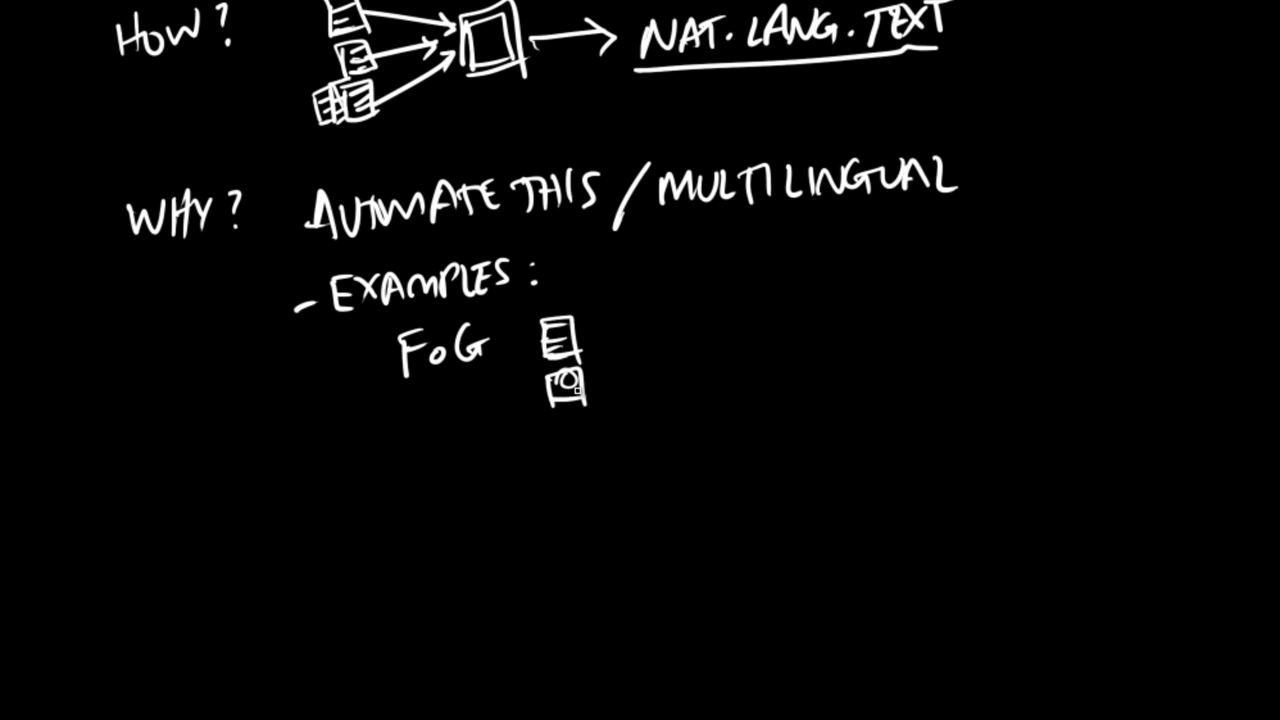 HOW? NAT. LANG. TEXT
WHY? AUTOMATE THIS / MULTILINGUAL
- EXAMPLES:
FOG